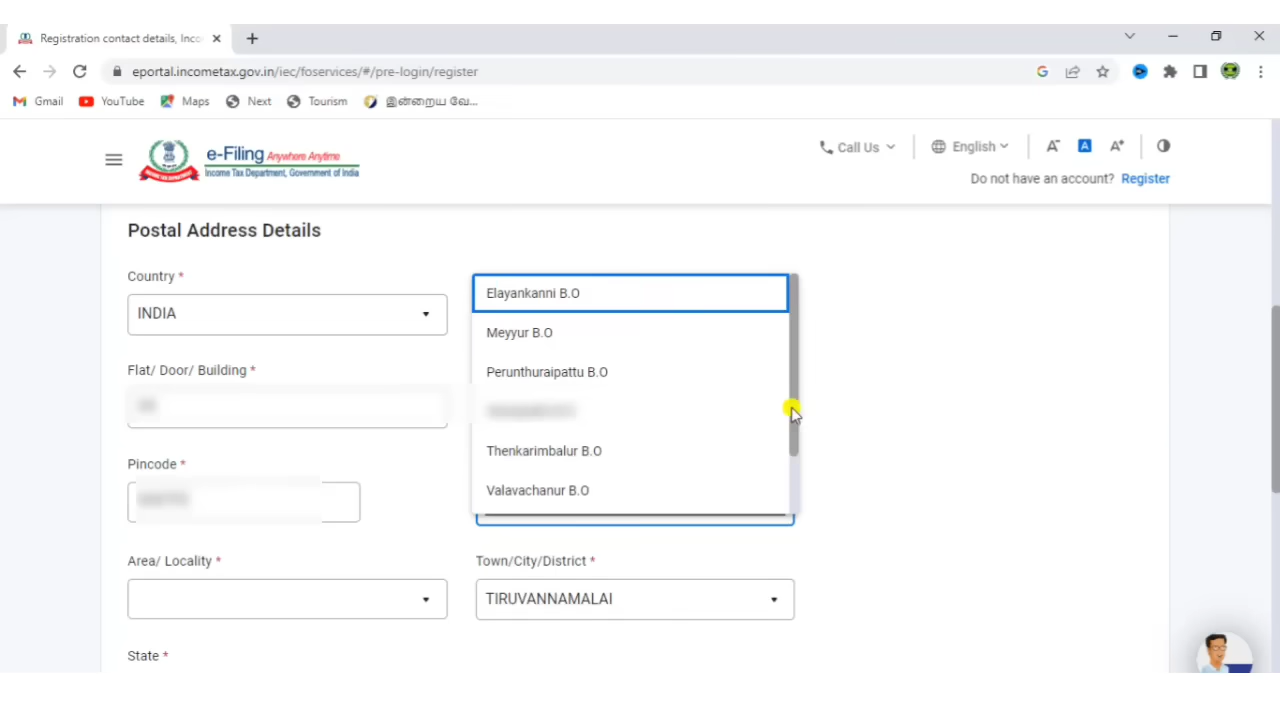 Registration contact details, Inco
eportal.incometax.gov.in/iec/foservices/#/pre-login/register
Gmail YouTube Maps Next Tourism இன்றைய வே...
e-Filing Anywhere Anytime
Income Tax Department, Government of India
Call Us English A- A A+
Do not have an account? Register
Postal Address Details
Country *
INDIA
Elayankanni B.O
Meyyur B.O
Flat/ Door/ Building *
Perunthuraipattu B.O
Thenkarimbalur B.O
Pincode *
Valavachanur B.O
Area/ Locality * Town/City/District *
TIRUVANNAMALAI
State *